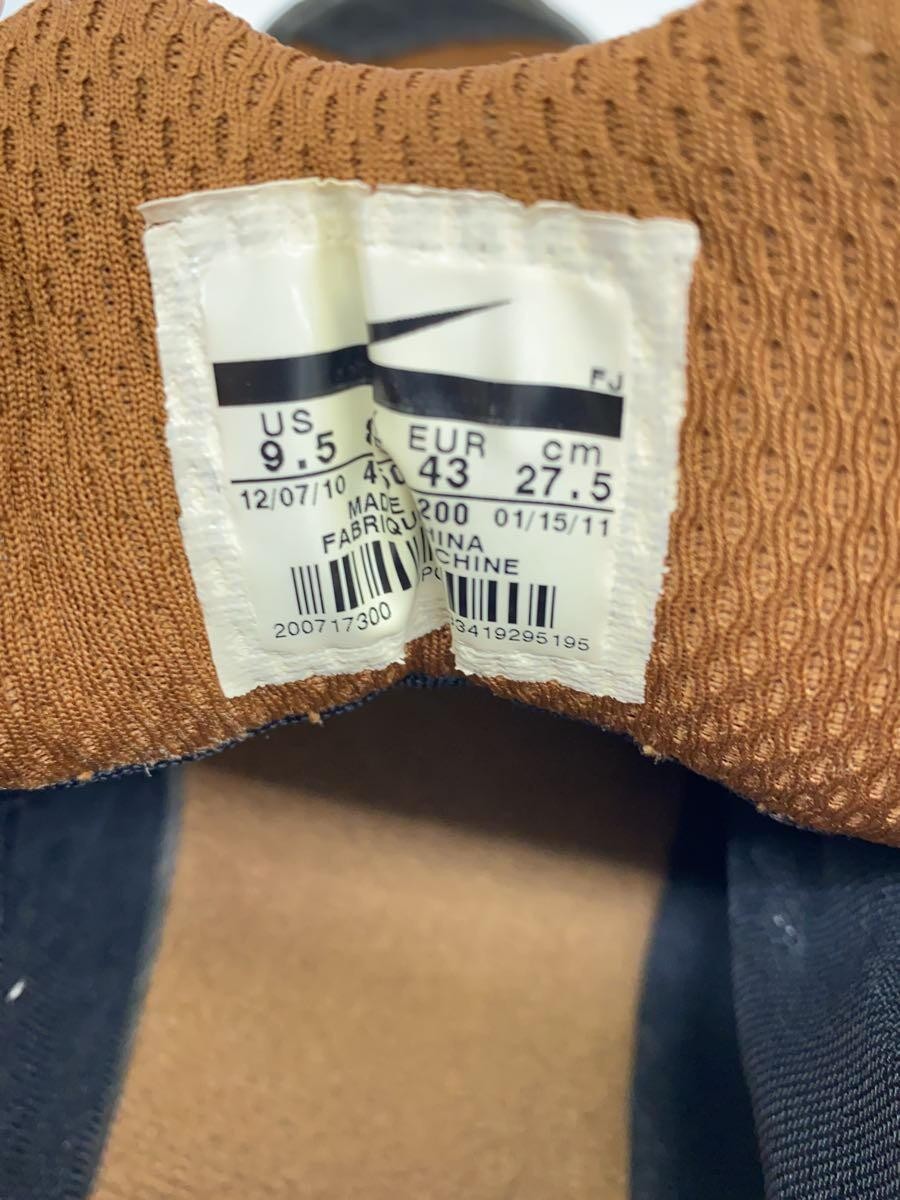 FJ
US EUR cm
9.5 43 27.5
12/07/10 200 01/15/11
MADE
FABRIQU CHINE
200717300 3419295195